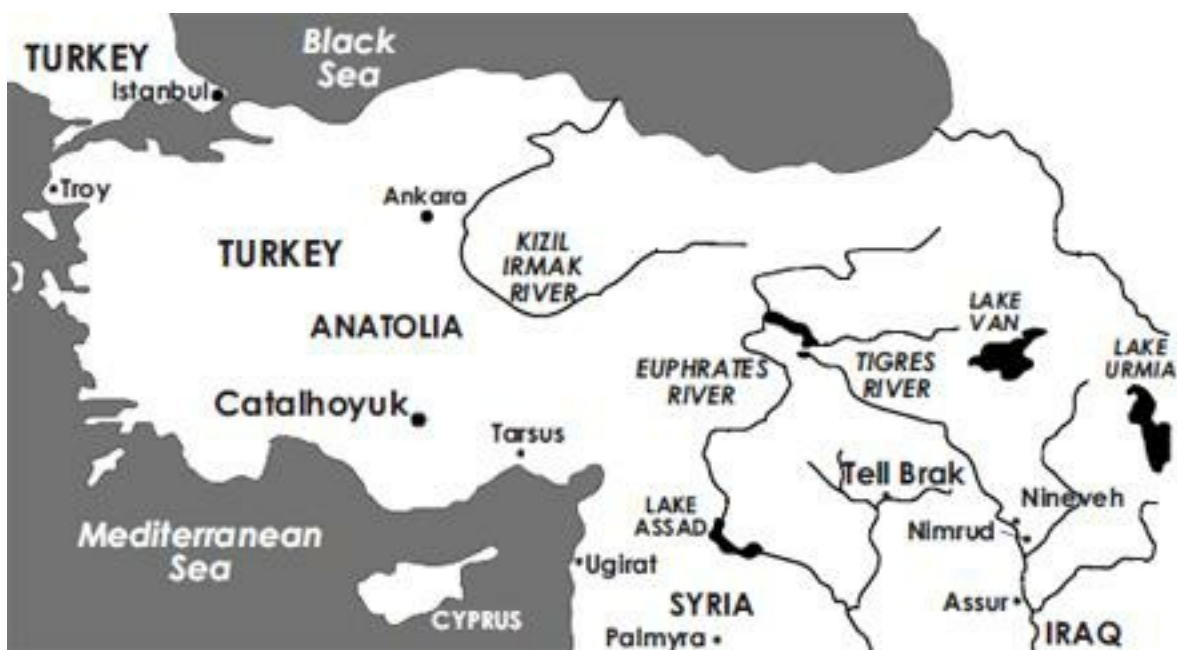 Black
Sea
TURKEY
Istanbul
Troy
Ankara
TURKEY
KIZIL
IRMAK
RIVER
ANATOLIA
LAKE
VAN
LAKE
URMIA
EUPHRATES
RIVER
TIGRES
RIVER
Catalhoyuk
Tarsus
Tell Brak
LAKE
ASSAD
Nineveh
Nimrud
Mediterranean
Sea
Ugirat
CYPRUS
SYRIA
Assur
Palmyra
IRAQ